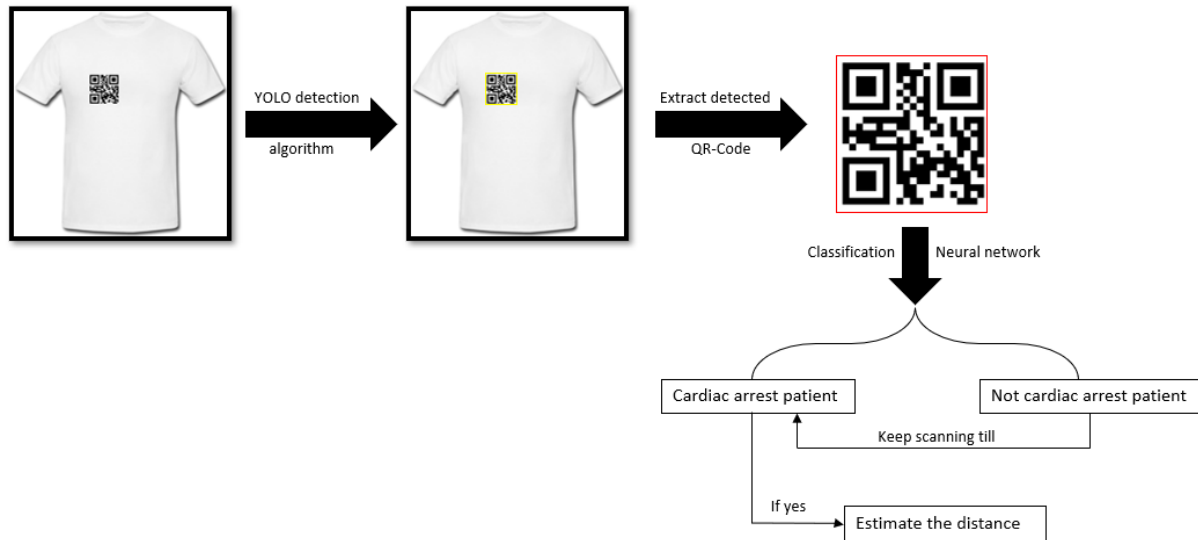 YOLO detection
algorithm
Extract detected
QR-Code
Classification
Neural network
Cardiac arrest patient
Not cardiac arrest patient
Keep scanning till
If yes
Estimate the distance